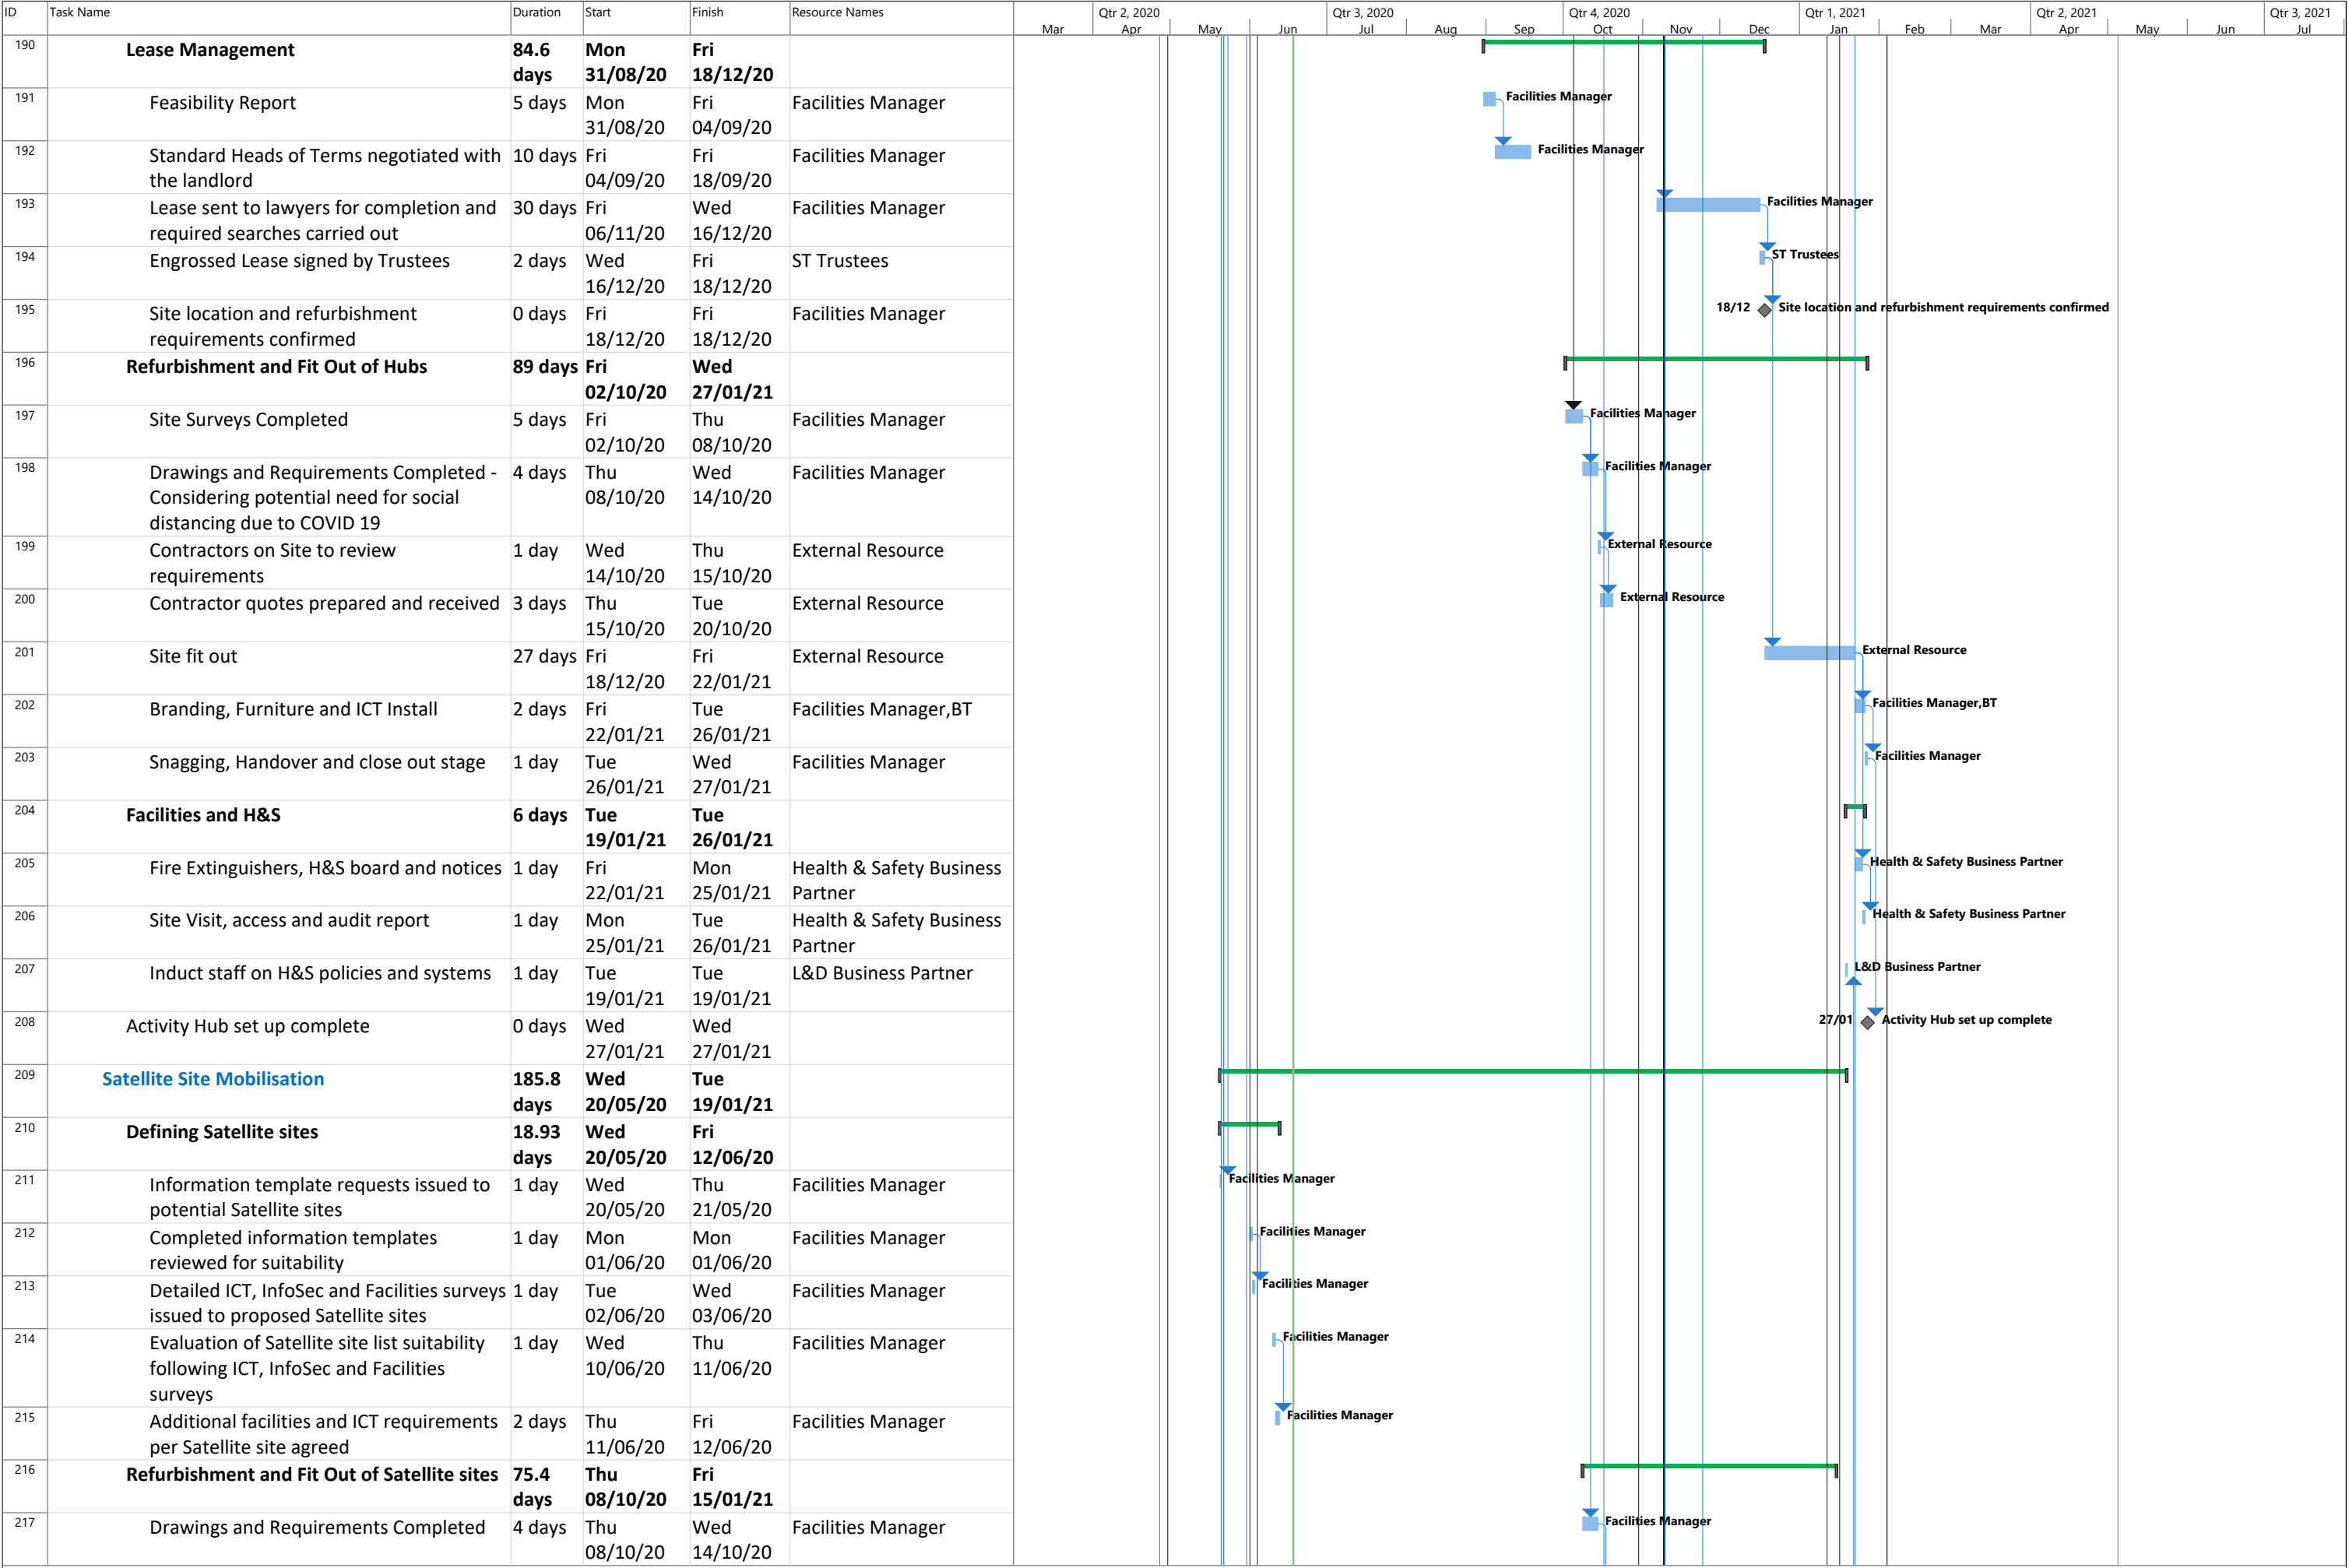 ID Task Name Duration Start Finish Resource Names Qtr 2, 2020 Qtr 3, 2020 Qtr 4, 2020 Qtr 1, 2021 Qtr 2, 2021 Qtr 3, 2021
Mar Apr May Jun Jul Aug Sep Oct Nov Dec Jan Feb Mar Apr May Jun Jul
190 Lease Management 84.6 Mon Fri
days 31/08/20 18/12/20
191 Feasibility Report 5 days Mon Fri Facilities Manager Facilities Manager
31/08/20 04/09/20
192 Standard Heads of Terms negotiated with 10 days Fri Fri Facilities Manager Facilities Manager
the landlord 04/09/20 18/09/20
193 Lease sent to lawyers for completion and 30 days Fri Wed Facilities Manager Facilities Manager
required searches carried out 06/11/20 16/12/20
194 Engrossed Lease signed by Trustees 2 days Wed Fri ST Trustees ST Trustees
16/12/20 18/12/20
195 Site location and refurbishment 0 days Fri Fri Facilities Manager 18/12 Site location and refurbishment requirements confirmed
requirements confirmed 18/12/20 18/12/20
196 Refurbishment and Fit Out of Hubs 89 days Fri Wed
02/10/20 27/01/21
197 Site Surveys Completed 5 days Fri Thu Facilities Manager Facilities Manager
02/10/20 08/10/20
198 Drawings and Requirements Completed - 4 days Thu Wed Facilities Manager Facilities Manager
Considering potential need for social 08/10/20 14/10/20
distancing due to COVID 19
199 Contractors on Site to review 1 day Wed Thu External Resource External Resource
requirements 14/10/20 15/10/20
200 Contractor quotes prepared and received 3 days Thu Tue External Resource External Resource
15/10/20 20/10/20
201 Site fit out 27 days Fri Fri External Resource External Resource
18/12/20 22/01/21
202 Branding, Furniture and ICT Install 2 days Fri Tue Facilities Manager,BT Facilities Manager,BT
22/01/21 26/01/21
203 Snagging, Handover and close out stage 1 day Tue Wed Facilities Manager Facilities Manager
26/01/21 27/01/21
204 Facilities and H&S 6 days Tue Tue
19/01/21 26/01/21
205 Fire Extinguishers, H&S board and notices 1 day Fri Mon Health & Safety Business Health & Safety Business Partner
22/01/21 25/01/21 Partner
206 Site Visit, access and audit report 1 day Mon Tue Health & Safety Business Health & Safety Business Partner
25/01/21 26/01/21 Partner
207 Induct staff on H&S policies and systems 1 day Tue Tue L&D Business Partner L&D Business Partner
19/01/21 19/01/21
208 Activity Hub set up complete 0 days Wed Wed 27/01 Activity Hub set up complete
27/01/21 27/01/21
209 Satellite Site Mobilisation 185.8 Wed Tue
days 20/05/20 19/01/21
210 Defining Satellite sites 18.93 Wed Fri
days 20/05/20 12/06/20
211 Information template requests issued to 1 day Wed Thu Facilities Manager Facilities Manager
potential Satellite sites 20/05/20 21/05/20
212 Completed information templates 1 day Mon Mon Facilities Manager Facilities Manager
reviewed for suitability 01/06/20 01/06/20
213 Detailed ICT, InfoSec and Facilities surveys 1 day Tue Wed Facilities Manager Facilities Manager
issued to proposed Satellite sites 02/06/20 03/06/20
214 Evaluation of Satellite site list suitability 1 day Wed Thu Facilities Manager Facilities Manager
following ICT, InfoSec and Facilities 10/06/20 11/06/20
surveys
215 Additional facilities and ICT requirements 2 days Thu Fri Facilities Manager Facilities Manager
per Satellite site agreed 11/06/20 12/06/20
216 Refurbishment and Fit Out of Satellite sites 75.4 Thu Fri
days 08/10/20 15/01/21
217 Drawings and Requirements Completed 4 days Thu Wed Facilities Manager Facilities Manager
08/10/20 14/10/20